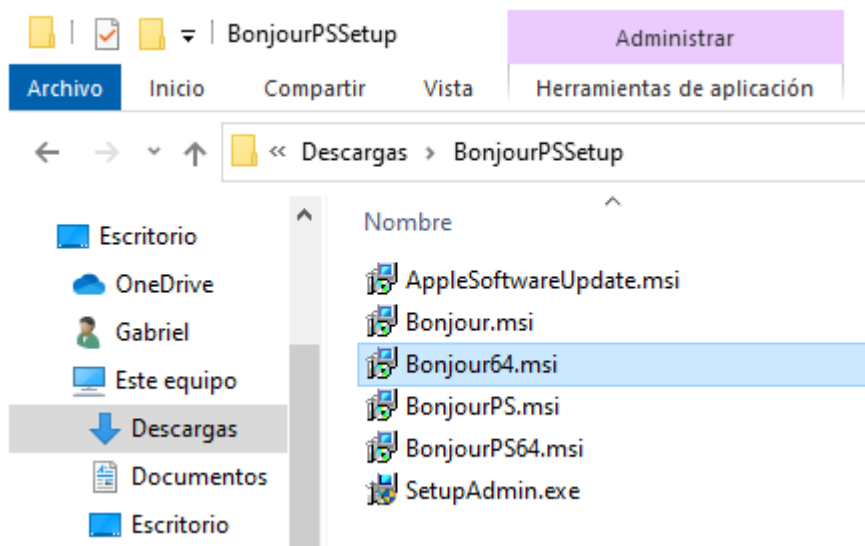 BonjourPSSetup
Administrar
Archivo Inicio Compartir Vista Herramientas de aplicación
« Descargas › BonjourPSSetup
Escritorio
OneDrive
Gabriel
Este equipo
Descargas
Documentos
Escritorio
Nombre
AppleSoftwareUpdate.msi
Bonjour.msi
Bonjour64.msi
BonjourPS.msi
BonjourPS64.msi
SetupAdmin.exe